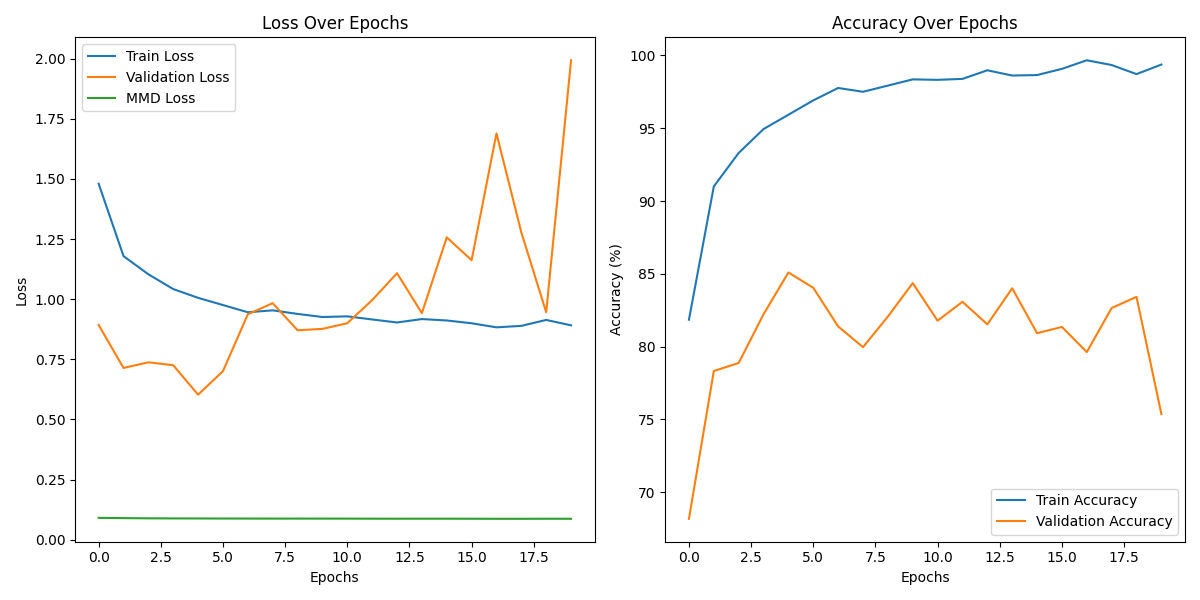 Loss Over Epochs
Train Loss
Validation Loss
MMD Loss
Loss
2.00
1.75
1.50
1.25
1.00
0.75
0.50
0.25
0.00
0.0 2.5 5.0 7.5 10.0 12.5 15.0 17.5
Epochs
Accuracy Over Epochs
Accuracy (%)
100
95
90
85
80
75
70
Train Accuracy
Validation Accuracy
0.0 2.5 5.0 7.5 10.0 12.5 15.0 17.5
Epochs